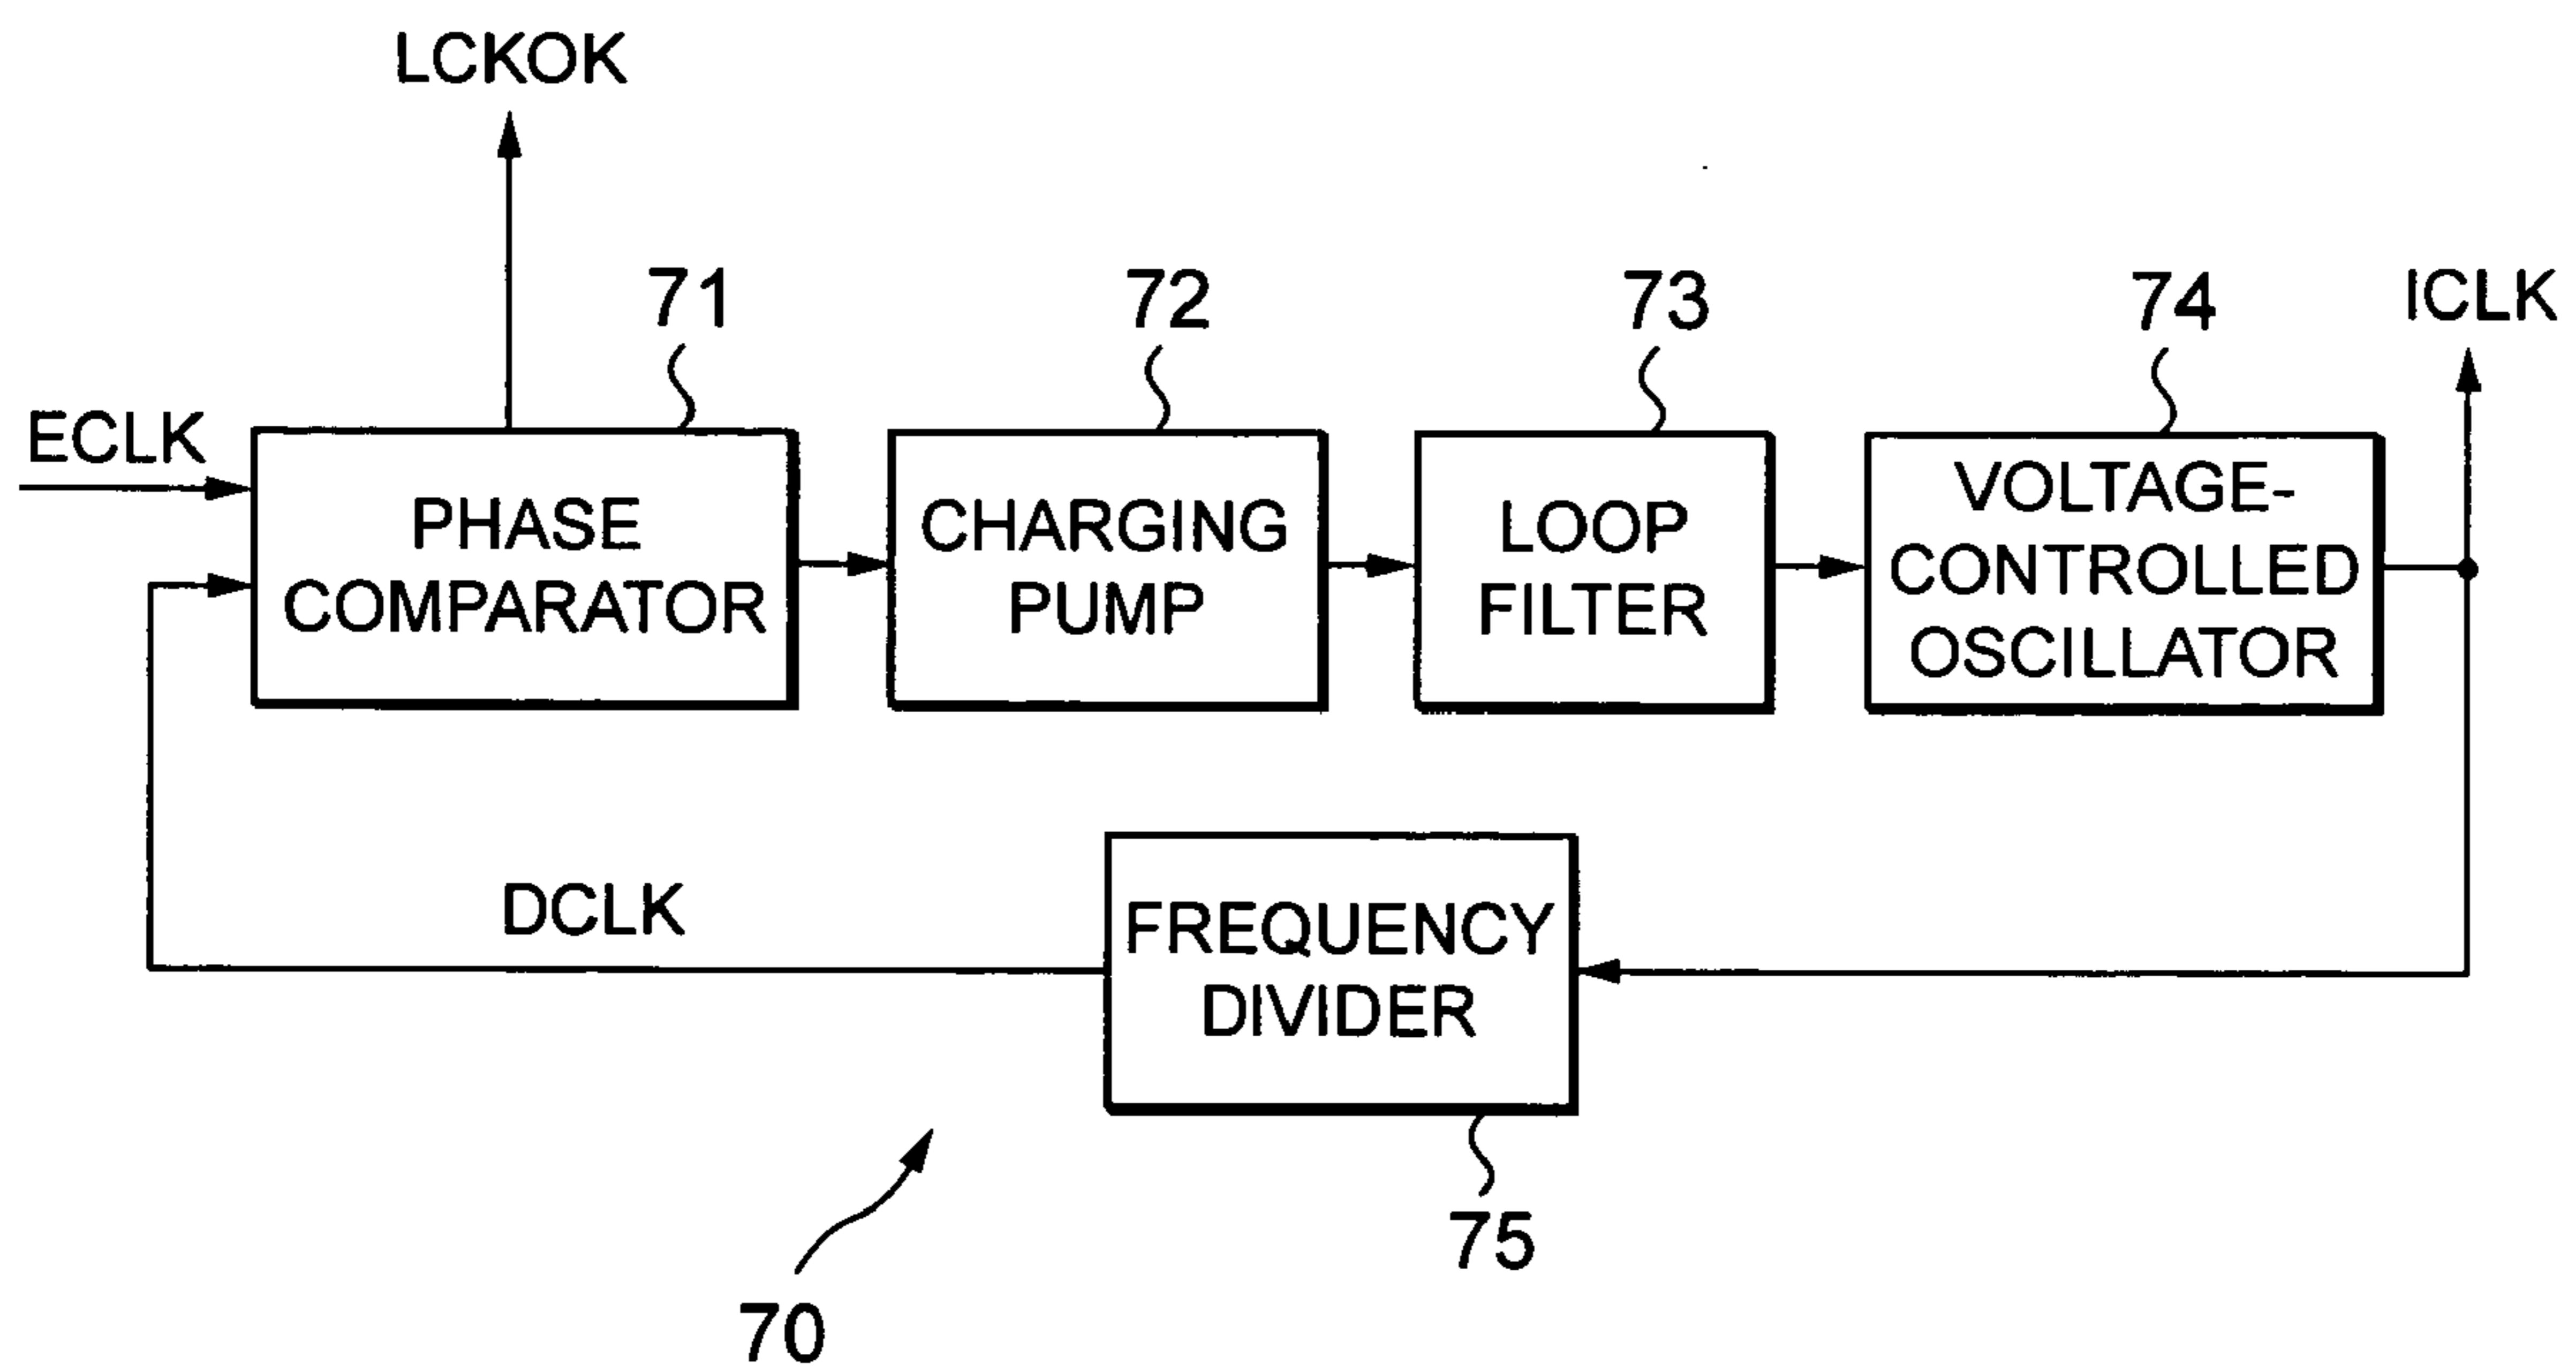 LCKOK
71
72
73
74
ICLK
ECLK
PHASE
COMPARATOR
CHARGING
PUMP
LOOP
FILTER
VOLTAGE-
CONTROLLED
OSCILLATOR
DCLK
FREQUENCY
DIVIDER
75
70